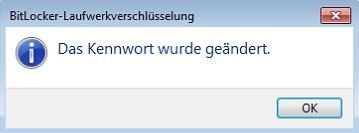 BitLocker-Laufwerkverschlüsselung
Das Kennwort wurde geändert.
OK